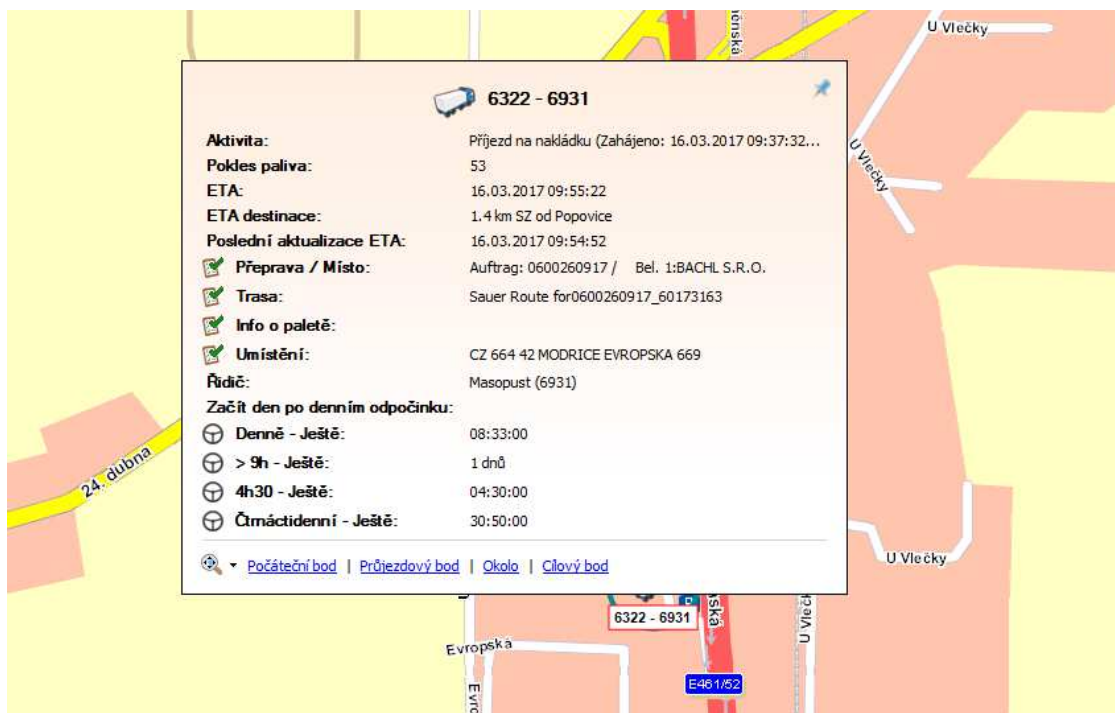 U Vlečky
6322 - 6931
Aktivita: Příjezd na nakládku (Zahájeno: 16.03.2017 09:37:32...
Pokles paliva: 53
ETA: 16.03.2017 09:55:22
ETA destinace: 1.4 km SZ od Popovice
Poslední aktualizace ETA: 16.03.2017 09:54:52
Přeprava / Místo: Auftrag: 0600260917 / Bel. 1:BACHL S.R.O.
Trasa: Sauer Route for0600260917_60173163
Info o paletě:
Umístění: CZ 664 42 MODRICE EVROPSKA 669
Řidič: Masopust (6931)
Začít den po denním odpočinku:
Denně - Ještě: 08:33:00
> 9h - Ještě: 1 dnů
4h30 - Ještě: 04:30:00
Čtrnáctidenní - Ještě: 30:50:00
Počáteční bod | Průjezdový bod | Okolo | Cílový bod
U Vlečky
24. dubna
U Vlečky
6322 - 6931
Evropská
E461/52